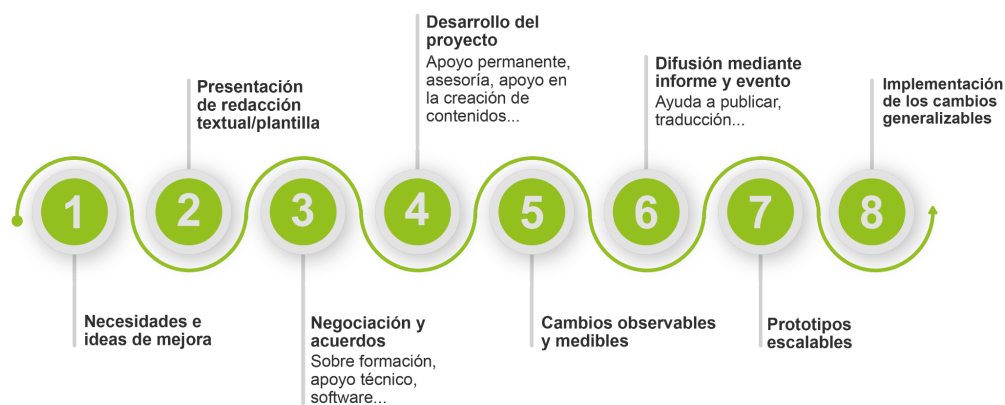 1
Necesidades e
ideas de mejora
2
Presentación
de redacción
textual/plantilla
3
Negociación y
acuerdos
Sobre formación,
apoyo técnico,
software...
4
Desarrollo del
proyecto
Apoyo permanente,
asesoría, apoyo en
la creación de
contenidos...
5
Cambios observables
y medibles
6
Difusión mediante
informe y evento
Ayuda a publicar,
traducción...
7
Prototipos
escalables
8
Implementación
de los cambios
generalizables